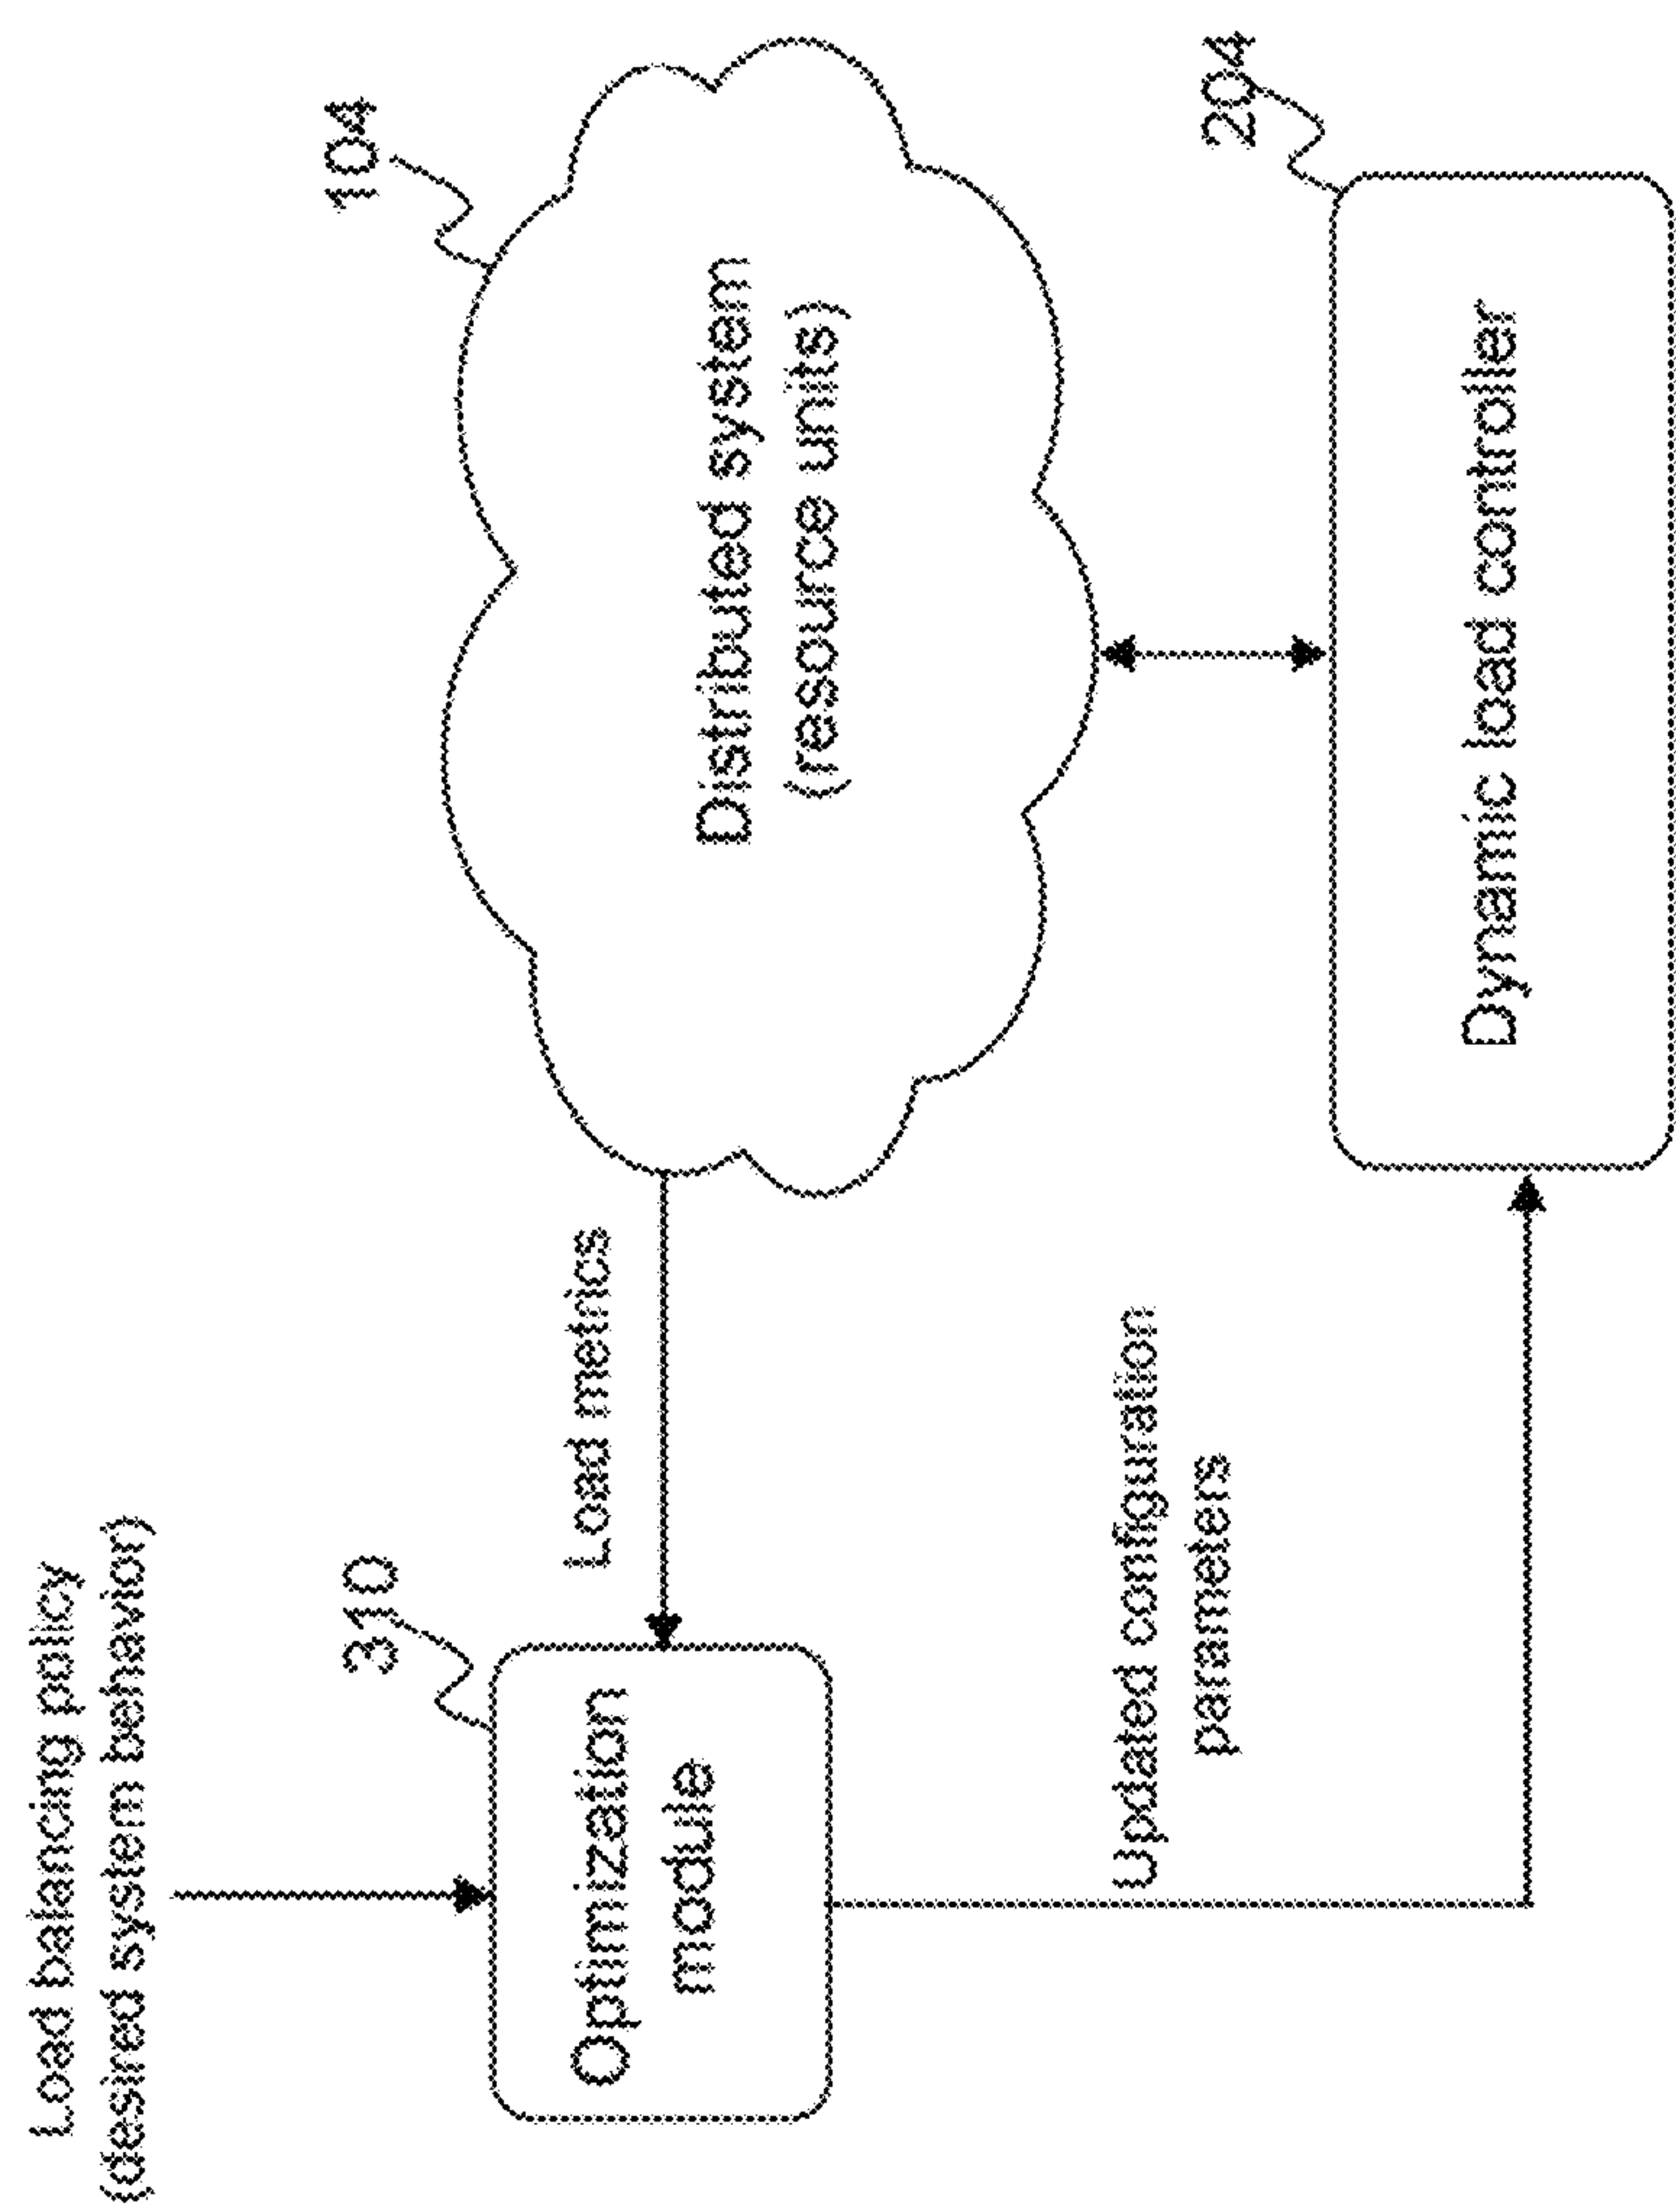 Load balancing policy
(desired system behavior)
310
Optimization
module
Load metrics
104
Distributed system
(resource units)
Updated configuration
parameters
204
Dynamic load controller